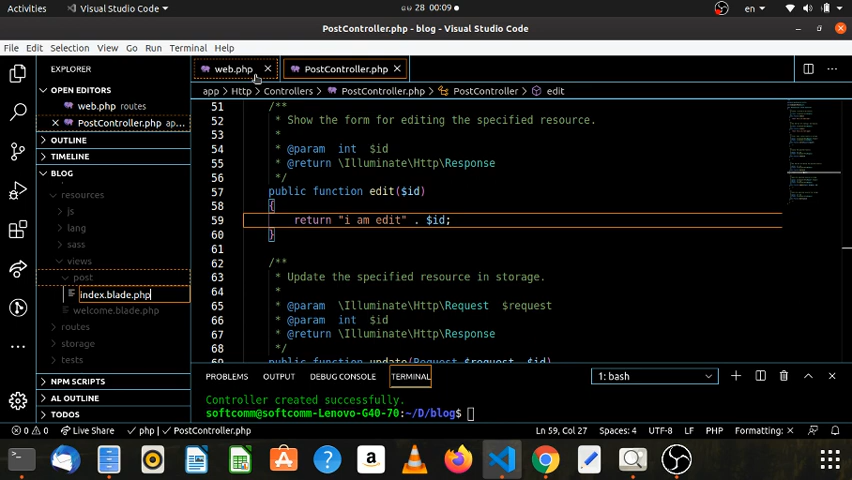 Activities
Visual Studio Code
28 00:09
en
PostController.php - blog - Visual Studio Code
File Edit Selection View Go Run Terminal Help
EXPLORER
web.php
PostController.php
OPEN EDITORS
app > Http > Controllers > PostController.php > PostController > edit
web.php routes
PostController.php ap...
OUTLINE
TIMELINE
BLOG
resources
js
lang
sass
views
post
index.blade.php
welcome.blade.php
routes
storage
tests
NPM SCRIPTS
AL OUTLINE
TODOS
51 /**
52 * Show the form for editing the specified resource.
53 *
54 * @param int $id
55 * @return \Illuminate\Http\Response
56 */
57 public function edit($id)
58 {
59 return "i am edit" . $id;
60 }
61
62 /**
63 * Update the specified resource in storage.
64 *
65 * @param \Illuminate\Http\Request $request
66 * @param int $id
67 * @return \Illuminate\Http\Response
68 */
69 public function update(Request $request, $id)
PROBLEMS OUTPUT DEBUG CONSOLE TERMINAL
1: bash
Controller created successfully.
softcomm@softcomm-Lenovo-G40-70:~/D/blog$
0 0 Live Share php PostController.php
Ln 59, Col 27 Spaces: 4 UTF-8 LF PHP Formatting: ×